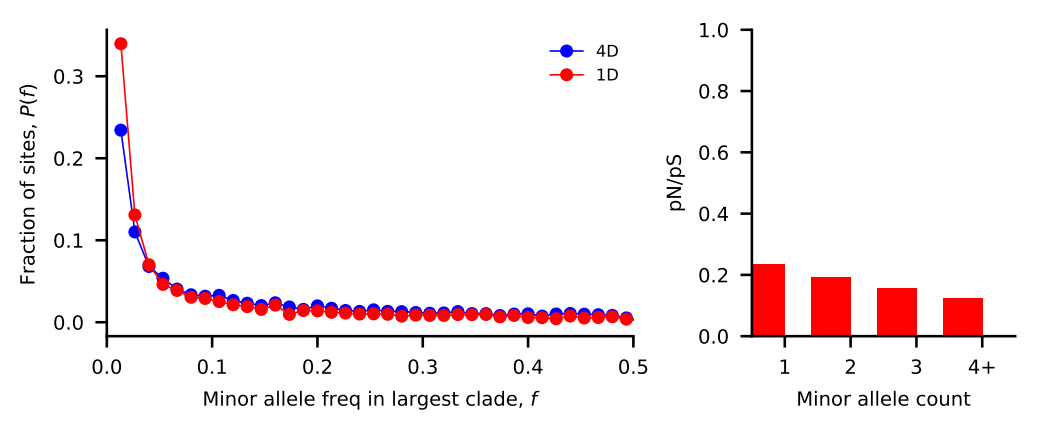 Fraction of sites, P(f)
0.3
0.2
0.1
0.0
4D
1D
0.0 0.1 0.2 0.3 0.4 0.5
Minor allele freq in largest clade, f
pN/pS
1.0
0.8
0.6
0.4
0.2
0.0
1 2 3 4+
Minor allele count